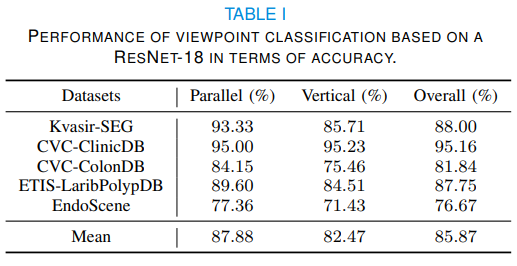 TABLE I
PERFORMANCE OF VIEWPOINT CLASSIFICATION BASED ON A
RESNET-18 IN TERMS OF ACCURACY.
Datasets Parallel (%) Vertical (%) Overall (%)
Kvasir-SEG 93.33 85.71 88.00
CVC-ClinicDB 95.00 95.23 95.16
CVC-ColonDB 84.15 75.46 81.84
ETIS-LaribPolypDB 89.60 84.51 87.75
EndoScene 77.36 71.43 76.67
Mean 87.88 82.47 85.87